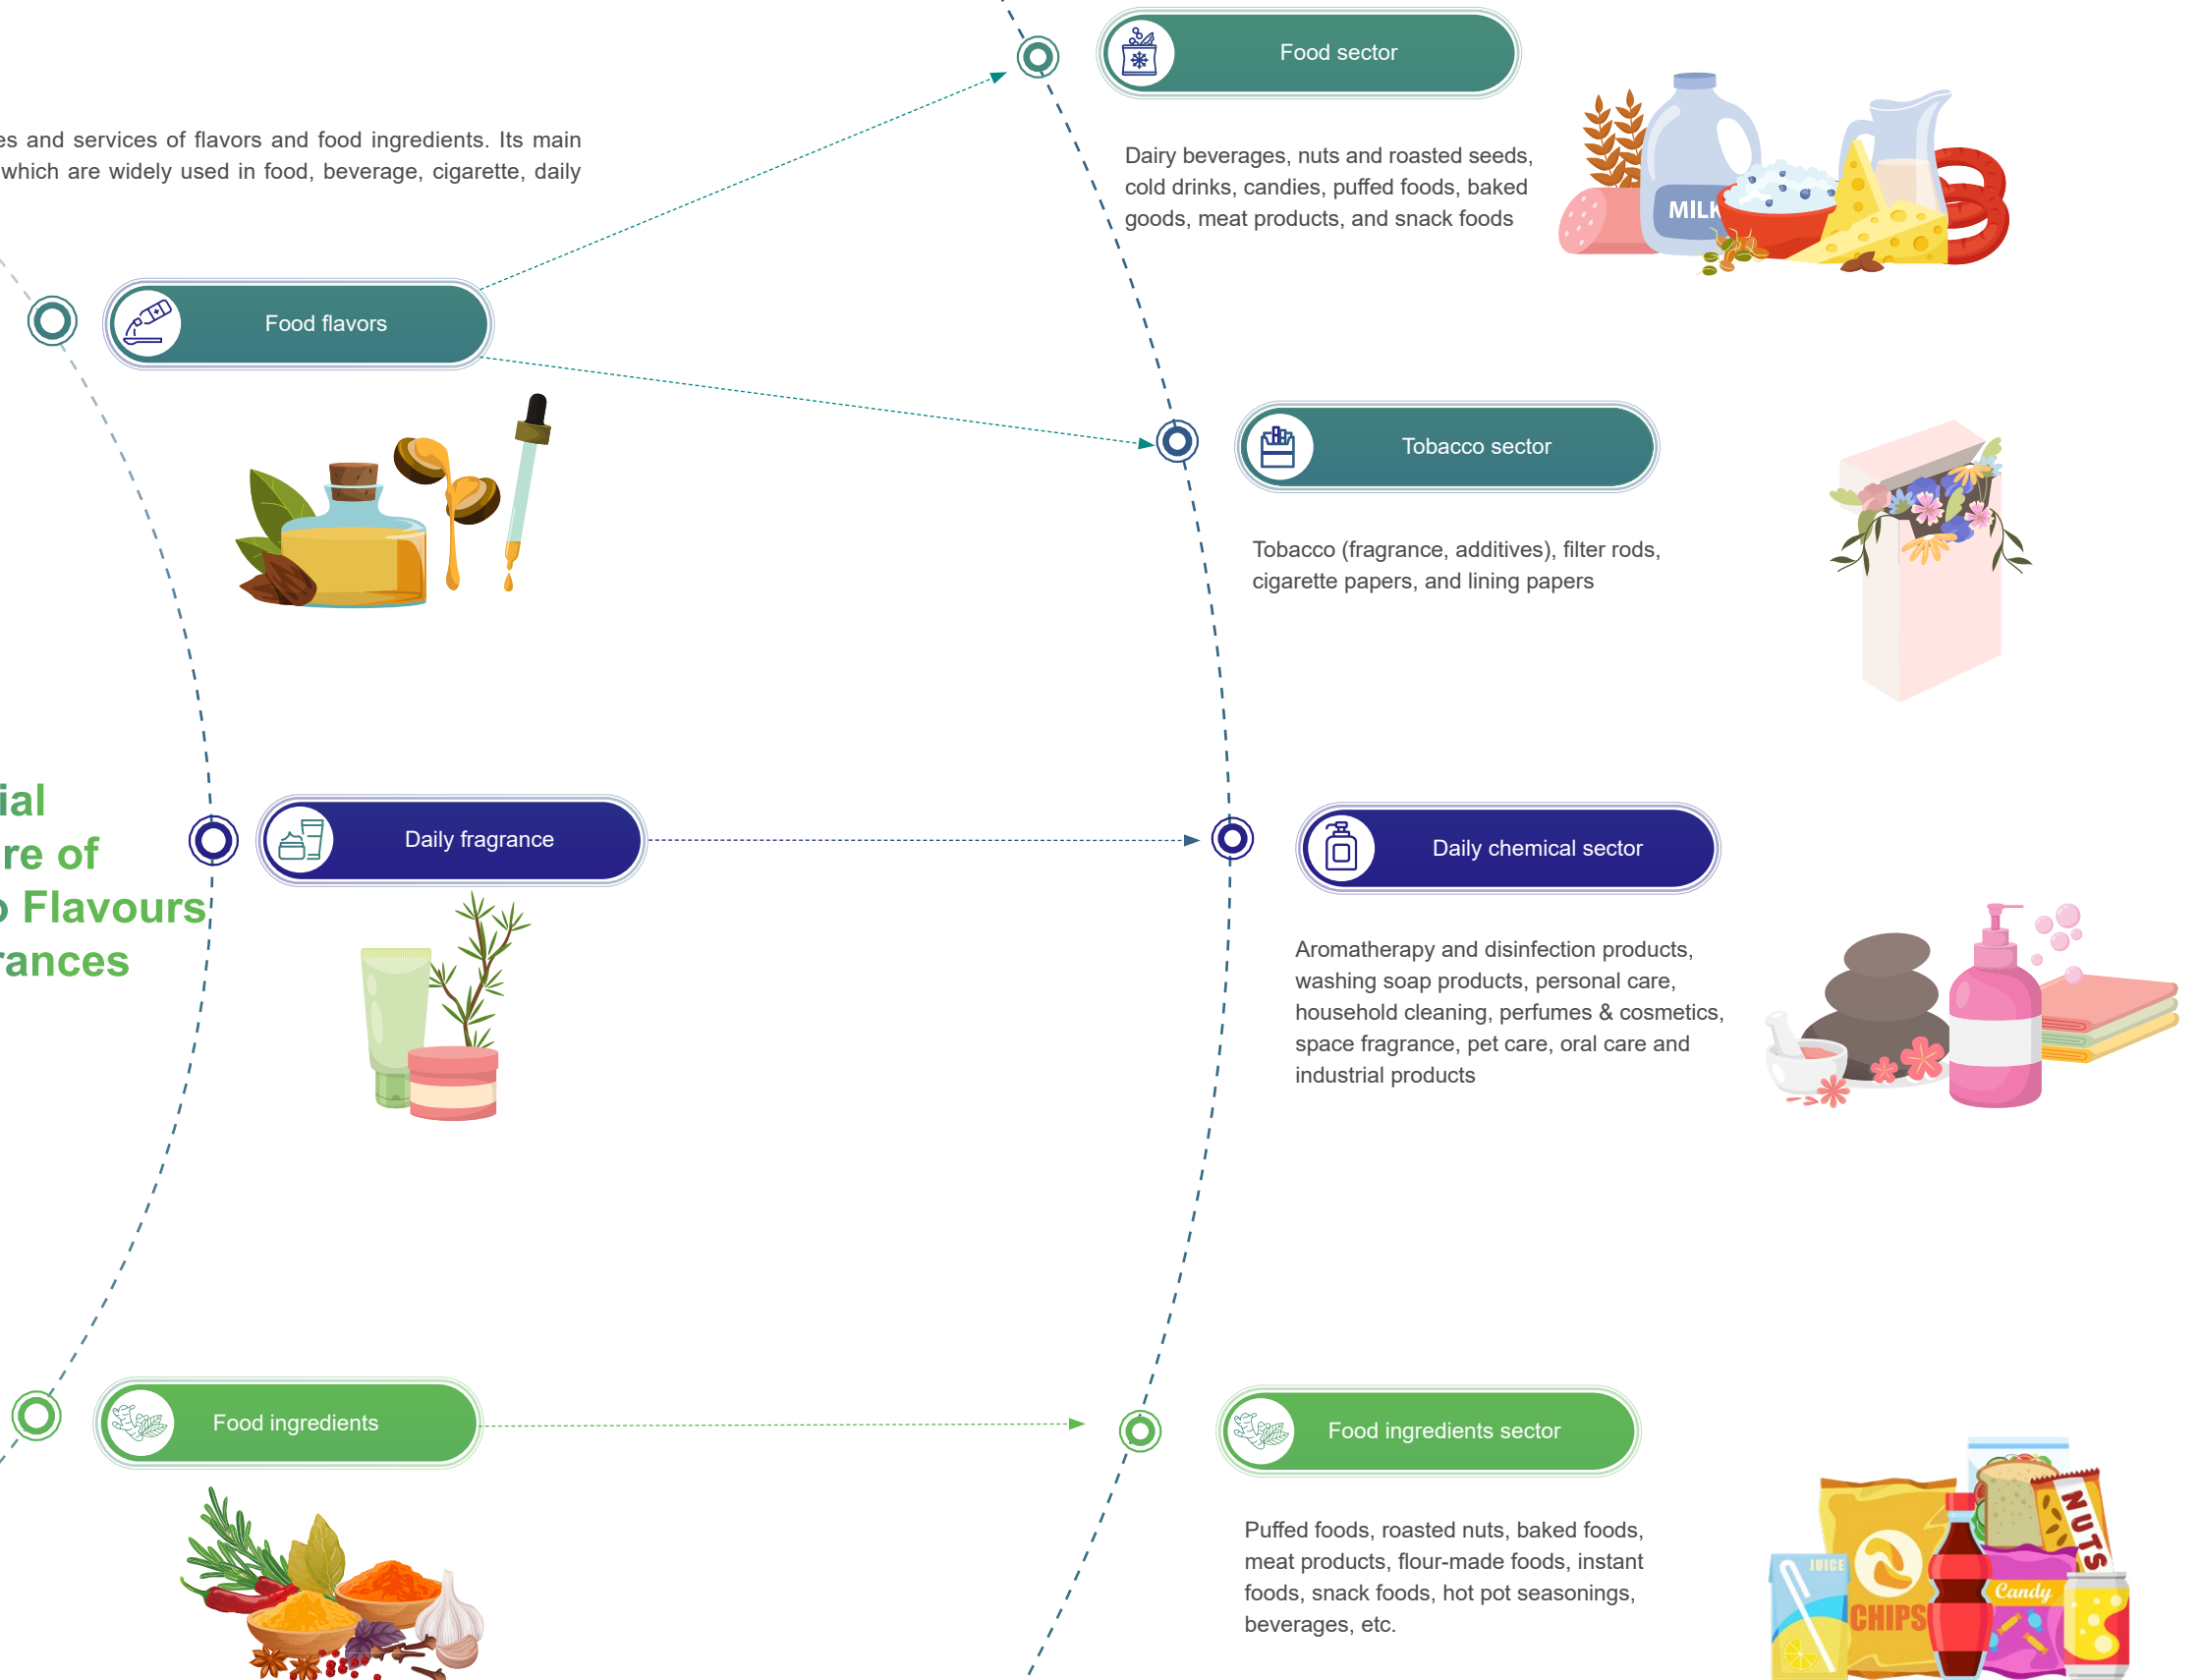 Food sector
es and services of flavors and food ingredients. Its main
which are widely used in food, beverage, cigarette, daily
Dairy beverages, nuts and roasted seeds,
cold drinks, candies, puffed foods, baked
goods, meat products, and snack foods
MILK
Food flavors
Tobacco sector
Tobacco (fragrance, additives), filter rods,
cigarette papers, and lining papers
ial
re of
o Flavours
rances
Daily fragrance
Daily chemical sector
Aromatherapy and disinfection products,
washing soap products, personal care,
household cleaning, perfumes & cosmetics,
space fragrance, pet care, oral care and
industrial products
Food ingredients
Food ingredients sector
Puffed foods, roasted nuts, baked foods,
meat products, flour-made foods, instant
foods, snack foods, hot pot seasonings,
beverages, etc.
NUTS
JUICE
Candy
CHIPS